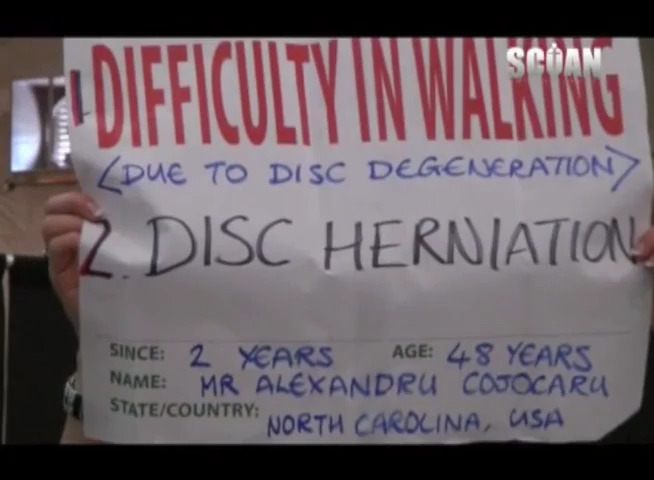 SCOAN
1. DIFFICULTY IN WALKING
<DUE TO DISC DEGENERATION>
2. DISC HERNIATION
SINCE: 2 YEARS AGE: 48 YEARS
NAME: MR ALEXANDRU COJOCARU
STATE/COUNTRY: NORTH CAROLINA, USA